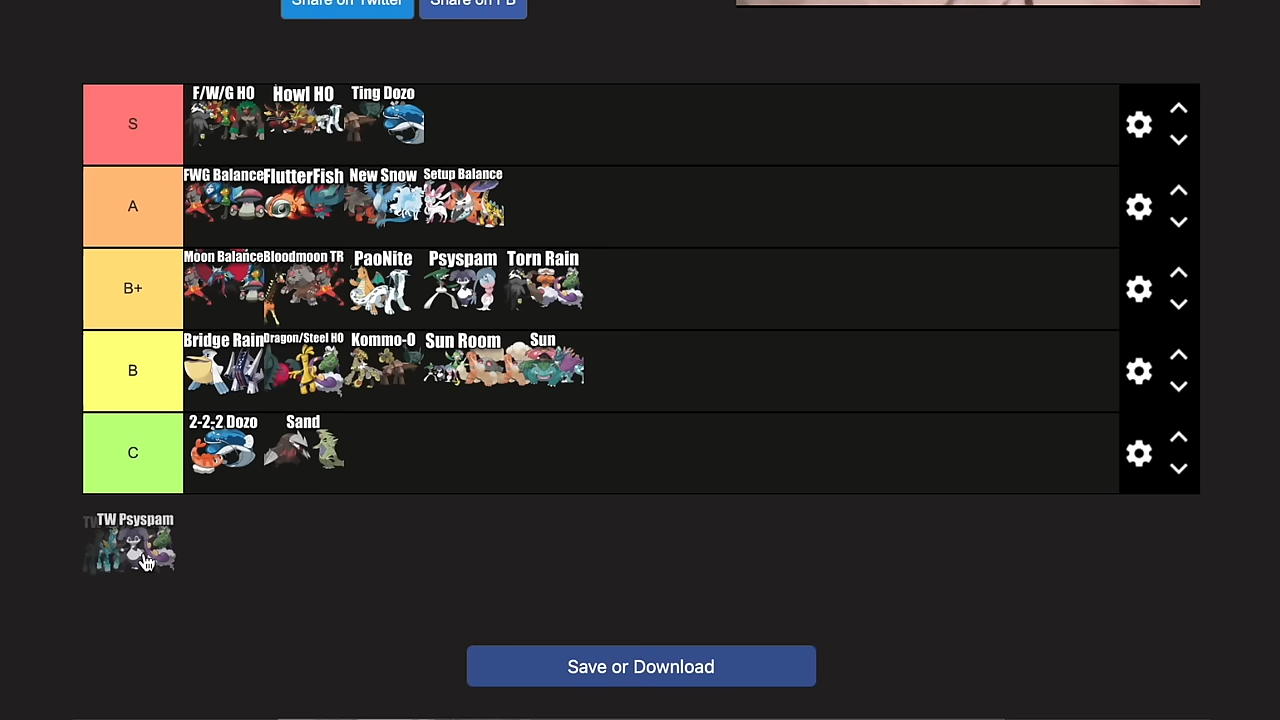 Share on Twitter Share on FB
S F/W/G HO Howl HO Ting Dozo
A FWG Balance FlutterFish New Snow Setup Balance
B+ Moon Balance Bloodmoon TR PaoNite Psyspam Torn Rain
B Bridge Rain Dragon/Steel HO Kommo-O Sun Room Sun
C 2-2-2 Dozo Sand
TW Psyspam
Save or Download